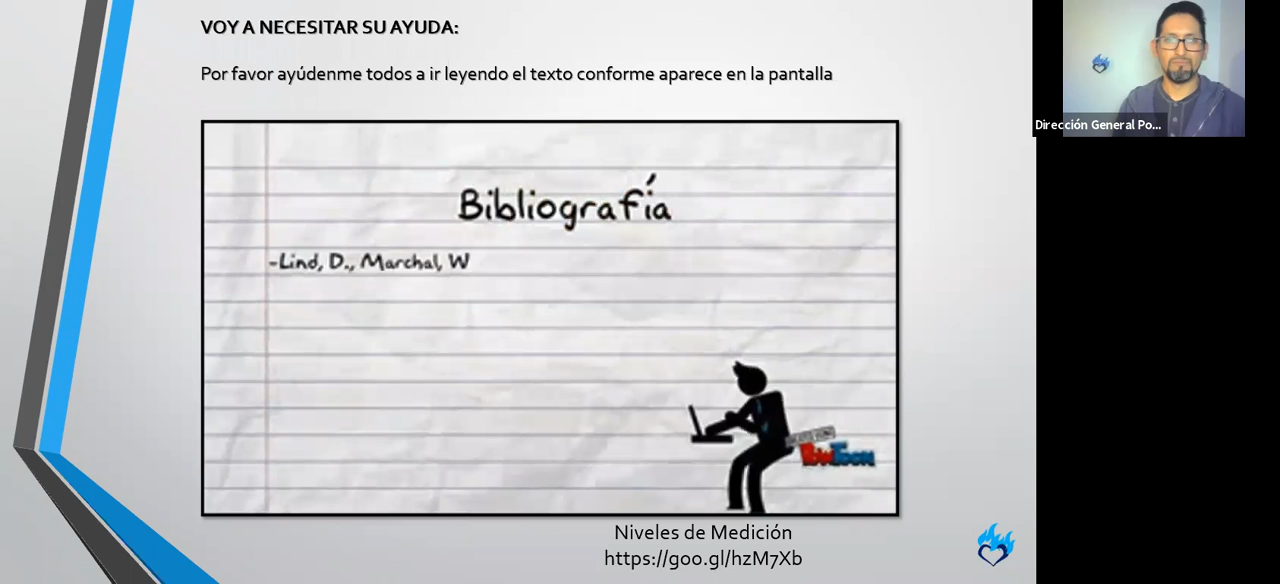 VOY A NECESITAR SU AYUDA:
Por favor ayúdenme todos a ir leyendo el texto conforme aparece en la pantalla
Bibliografía
-Lind, D., Marchal, W
PowToon
Niveles de Medición
https://goo.gl/hzM7Xb
Dirección General Po...